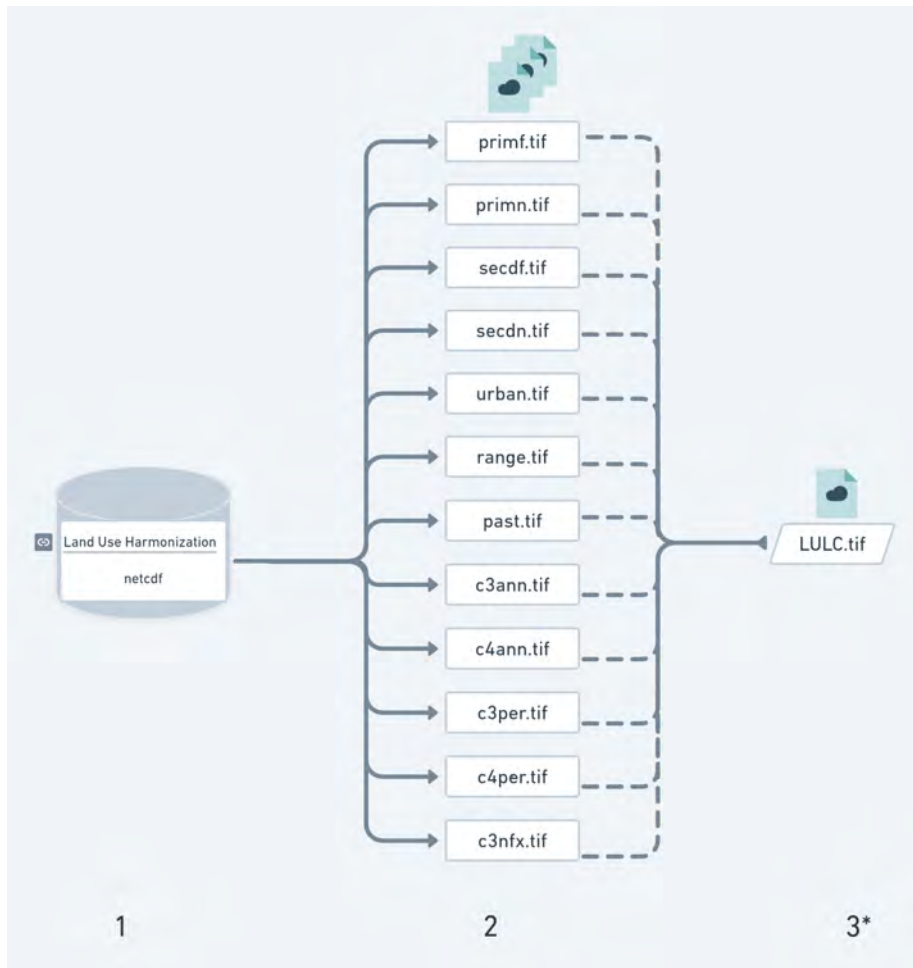 primf.tif
primn.tif
secdf.tif
secdn.tif
urban.tif
range.tif
past.tif
c3ann.tif
c4ann.tif
c3per.tif
c4per.tif
c3nfx.tif
Land Use Harmonization
netcdf
LULC.tif
1
2
3*